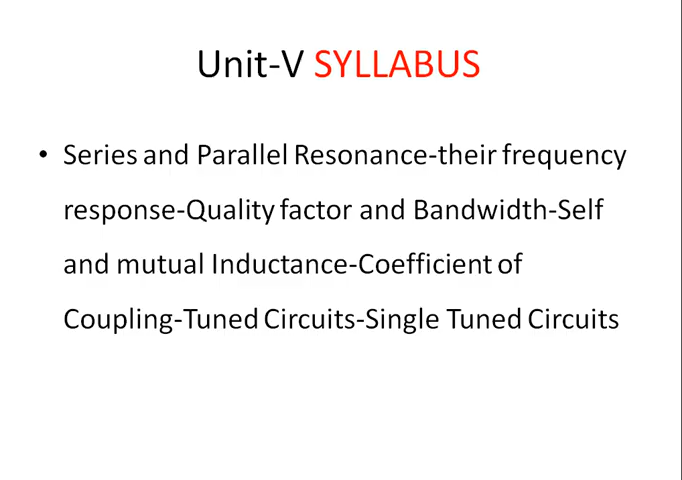 Unit-V SYLLABUS
• Series and Parallel Resonance-their frequency
response-Quality factor and Bandwidth-Self
and mutual Inductance-Coefficient of
Coupling-Tuned Circuits-Single Tuned Circuits